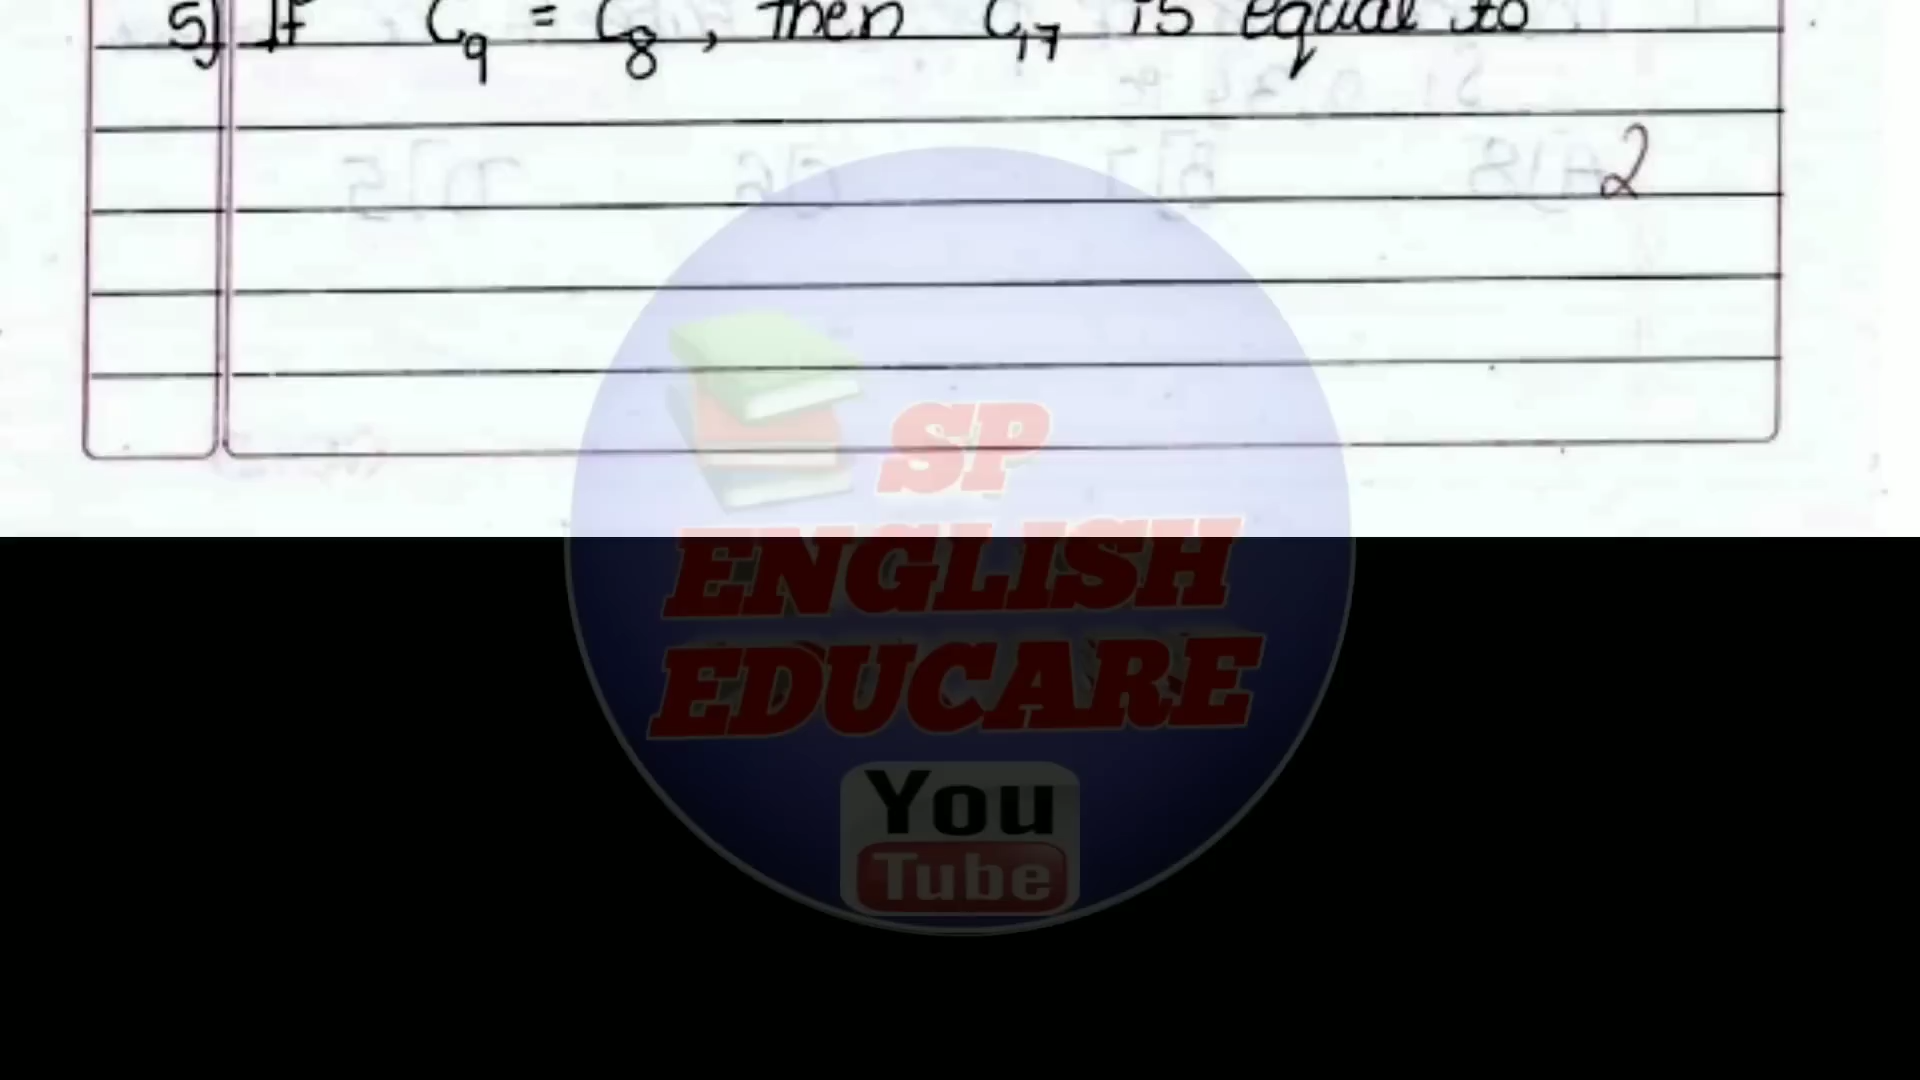 5) If C₉ = C₈, then C₁₇ is equal to
2
SP
ENGLISH
EDUCARE
You
Tube